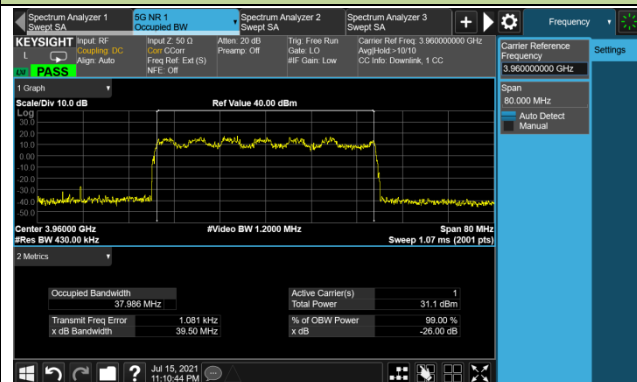 Spectrum Analyzer 1
Swept SA
5G NR 1
Occupied BW
Spectrum Analyzer 2
Swept SA
Spectrum Analyzer 3
Swept SA
Frequency
KEYSIGHT
L
PASS
Input: RF
Coupling: DC
Align: Auto
Input Z: 50 Ω
Corr CCorr
Freq Ref: Ext (S)
NFE: Off
Atten: 20 dB
Preamp: Off
Trig: Free Run
Gate: LO
#IF Gain: Low
Carrier Ref Freq: 3.960000000 GHz
Avg|Hold:>10/10
CC Info: Downlink, 1 CC
Carrier Reference
Frequency
3.960000000 GHz
Span
80.000 MHz
Auto Detect
Manual
Settings
1 Graph
Scale/Div 10.0 dB
Ref Value 40.00 dBm
Log
30.0
20.0
10.0
0.00
-10.0
-20.0
-30.0
-40.0
-50.0
Center 3.96000 GHz
#Res BW 430.00 kHz
#Video BW 1.2000 MHz
Span 80 MHz
Sweep 1.07 ms (2001 pts)
2 Metrics
Occupied Bandwidth
37.986 MHz
Transmit Freq Error 1.081 kHz
x dB Bandwidth 39.50 MHz
Active Carrier(s) 1
Total Power 31.1 dBm
% of OBW Power 99.00 %
x dB -26.00 dB
?
Jul 15, 2021
11:10:44 PM